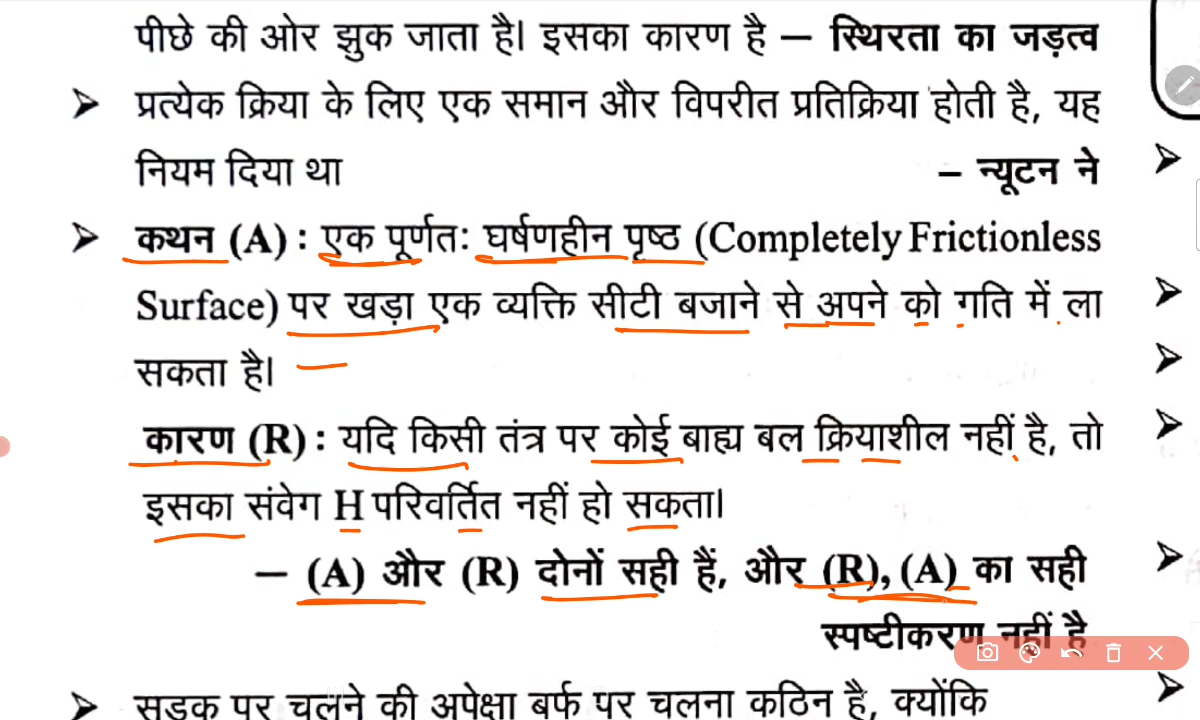 पीछे की ओर झुक जाता है। इसका कारण है – स्थिरता का जड़त्व
➤ प्रत्येक क्रिया के लिए एक समान और विपरीत प्रतिक्रिया होती है, यह
नियम दिया था – न्यूटन ने
➤ कथन (A) : एक पूर्णतः घर्षणहीन पृष्ठ (Completely Frictionless
Surface) पर खड़ा एक व्यक्ति सीटी बजाने से अपने को गति में ला
सकता है।
कारण (R) : यदि किसी तंत्र पर कोई बाह्य बल क्रियाशील नहीं है, तो
इसका संवेग H परिवर्तित नहीं हो सकता।
– (A) और (R) दोनों सही हैं, और (R), (A) का सही
स्पष्टीकरण नहीं है
➤ सड़क पर चलने की अपेक्षा बर्फ पर चलना कठिन है, क्योंकि